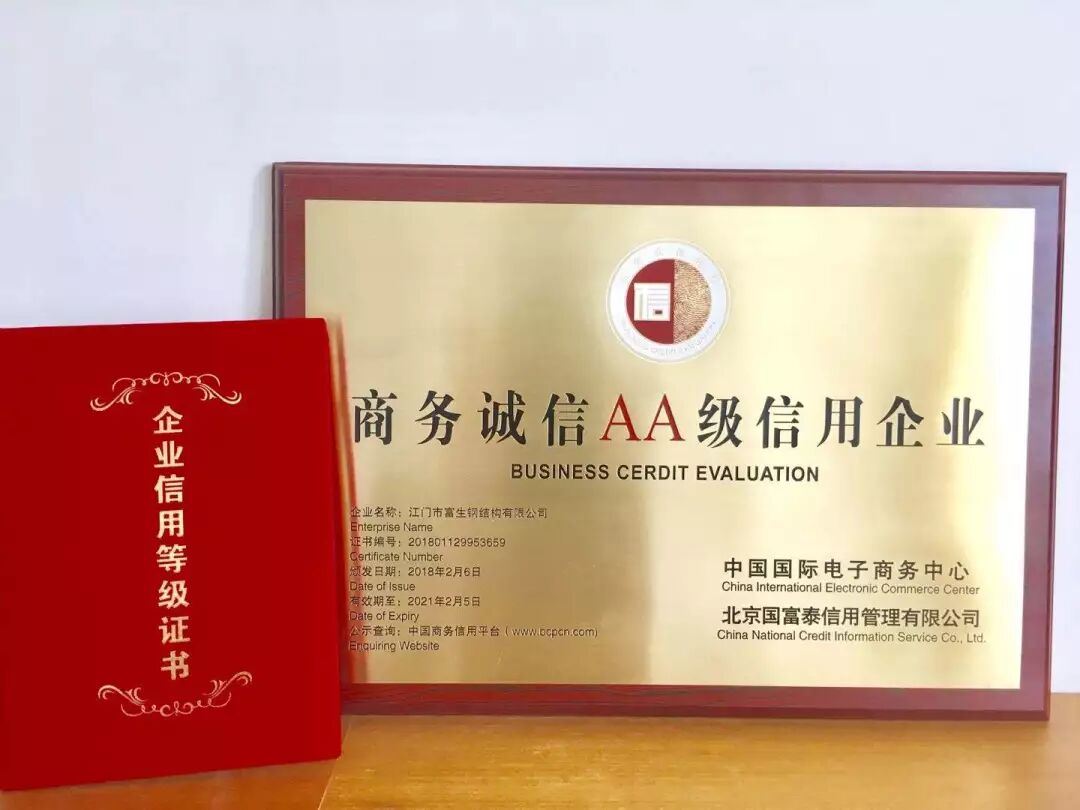 企业信用等级证书
信
商务诚信AA级信用企业
BUSINESS CERDIT EVALUATION
企业名称：江门市富生钢结构有限公司
Enterprise Name
证书编号：201801129953659
Certificate Number
颁发日期：2018年2月6日
Date of Issue
有效期至：2021年2月5日
Date of Expiry
公示查询：中国商务信用平台（www.bcpcn.com）
Enquiring Website
中国国际电子商务中心
China International Electronic Commerce Center
北京国富泰信用管理有限公司
China National Credit Information Service Co., Ltd.